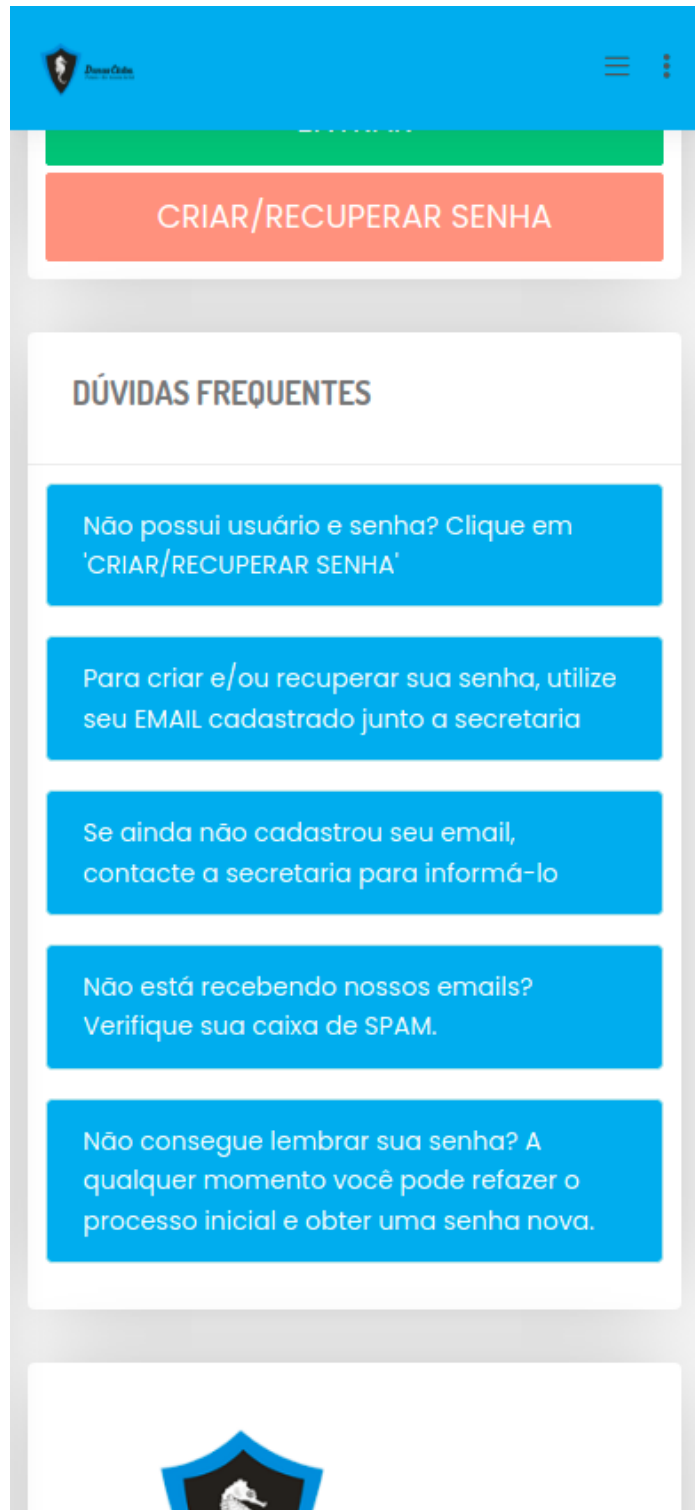 CRIAR/RECUPERAR SENHA
DÚVIDAS FREQUENTES
Não possui usuário e senha? Clique em
'CRIAR/RECUPERAR SENHA'
Para criar e/ou recuperar sua senha, utilize
seu EMAIL cadastrado junto a secretaria
Se ainda não cadastrou seu email,
contacte a secretaria para informá-lo
Não está recebendo nossos emails?
Verifique sua caixa de SPAM.
Não consegue lembrar sua senha? A
qualquer momento você pode refazer o
processo inicial e obter uma senha nova.